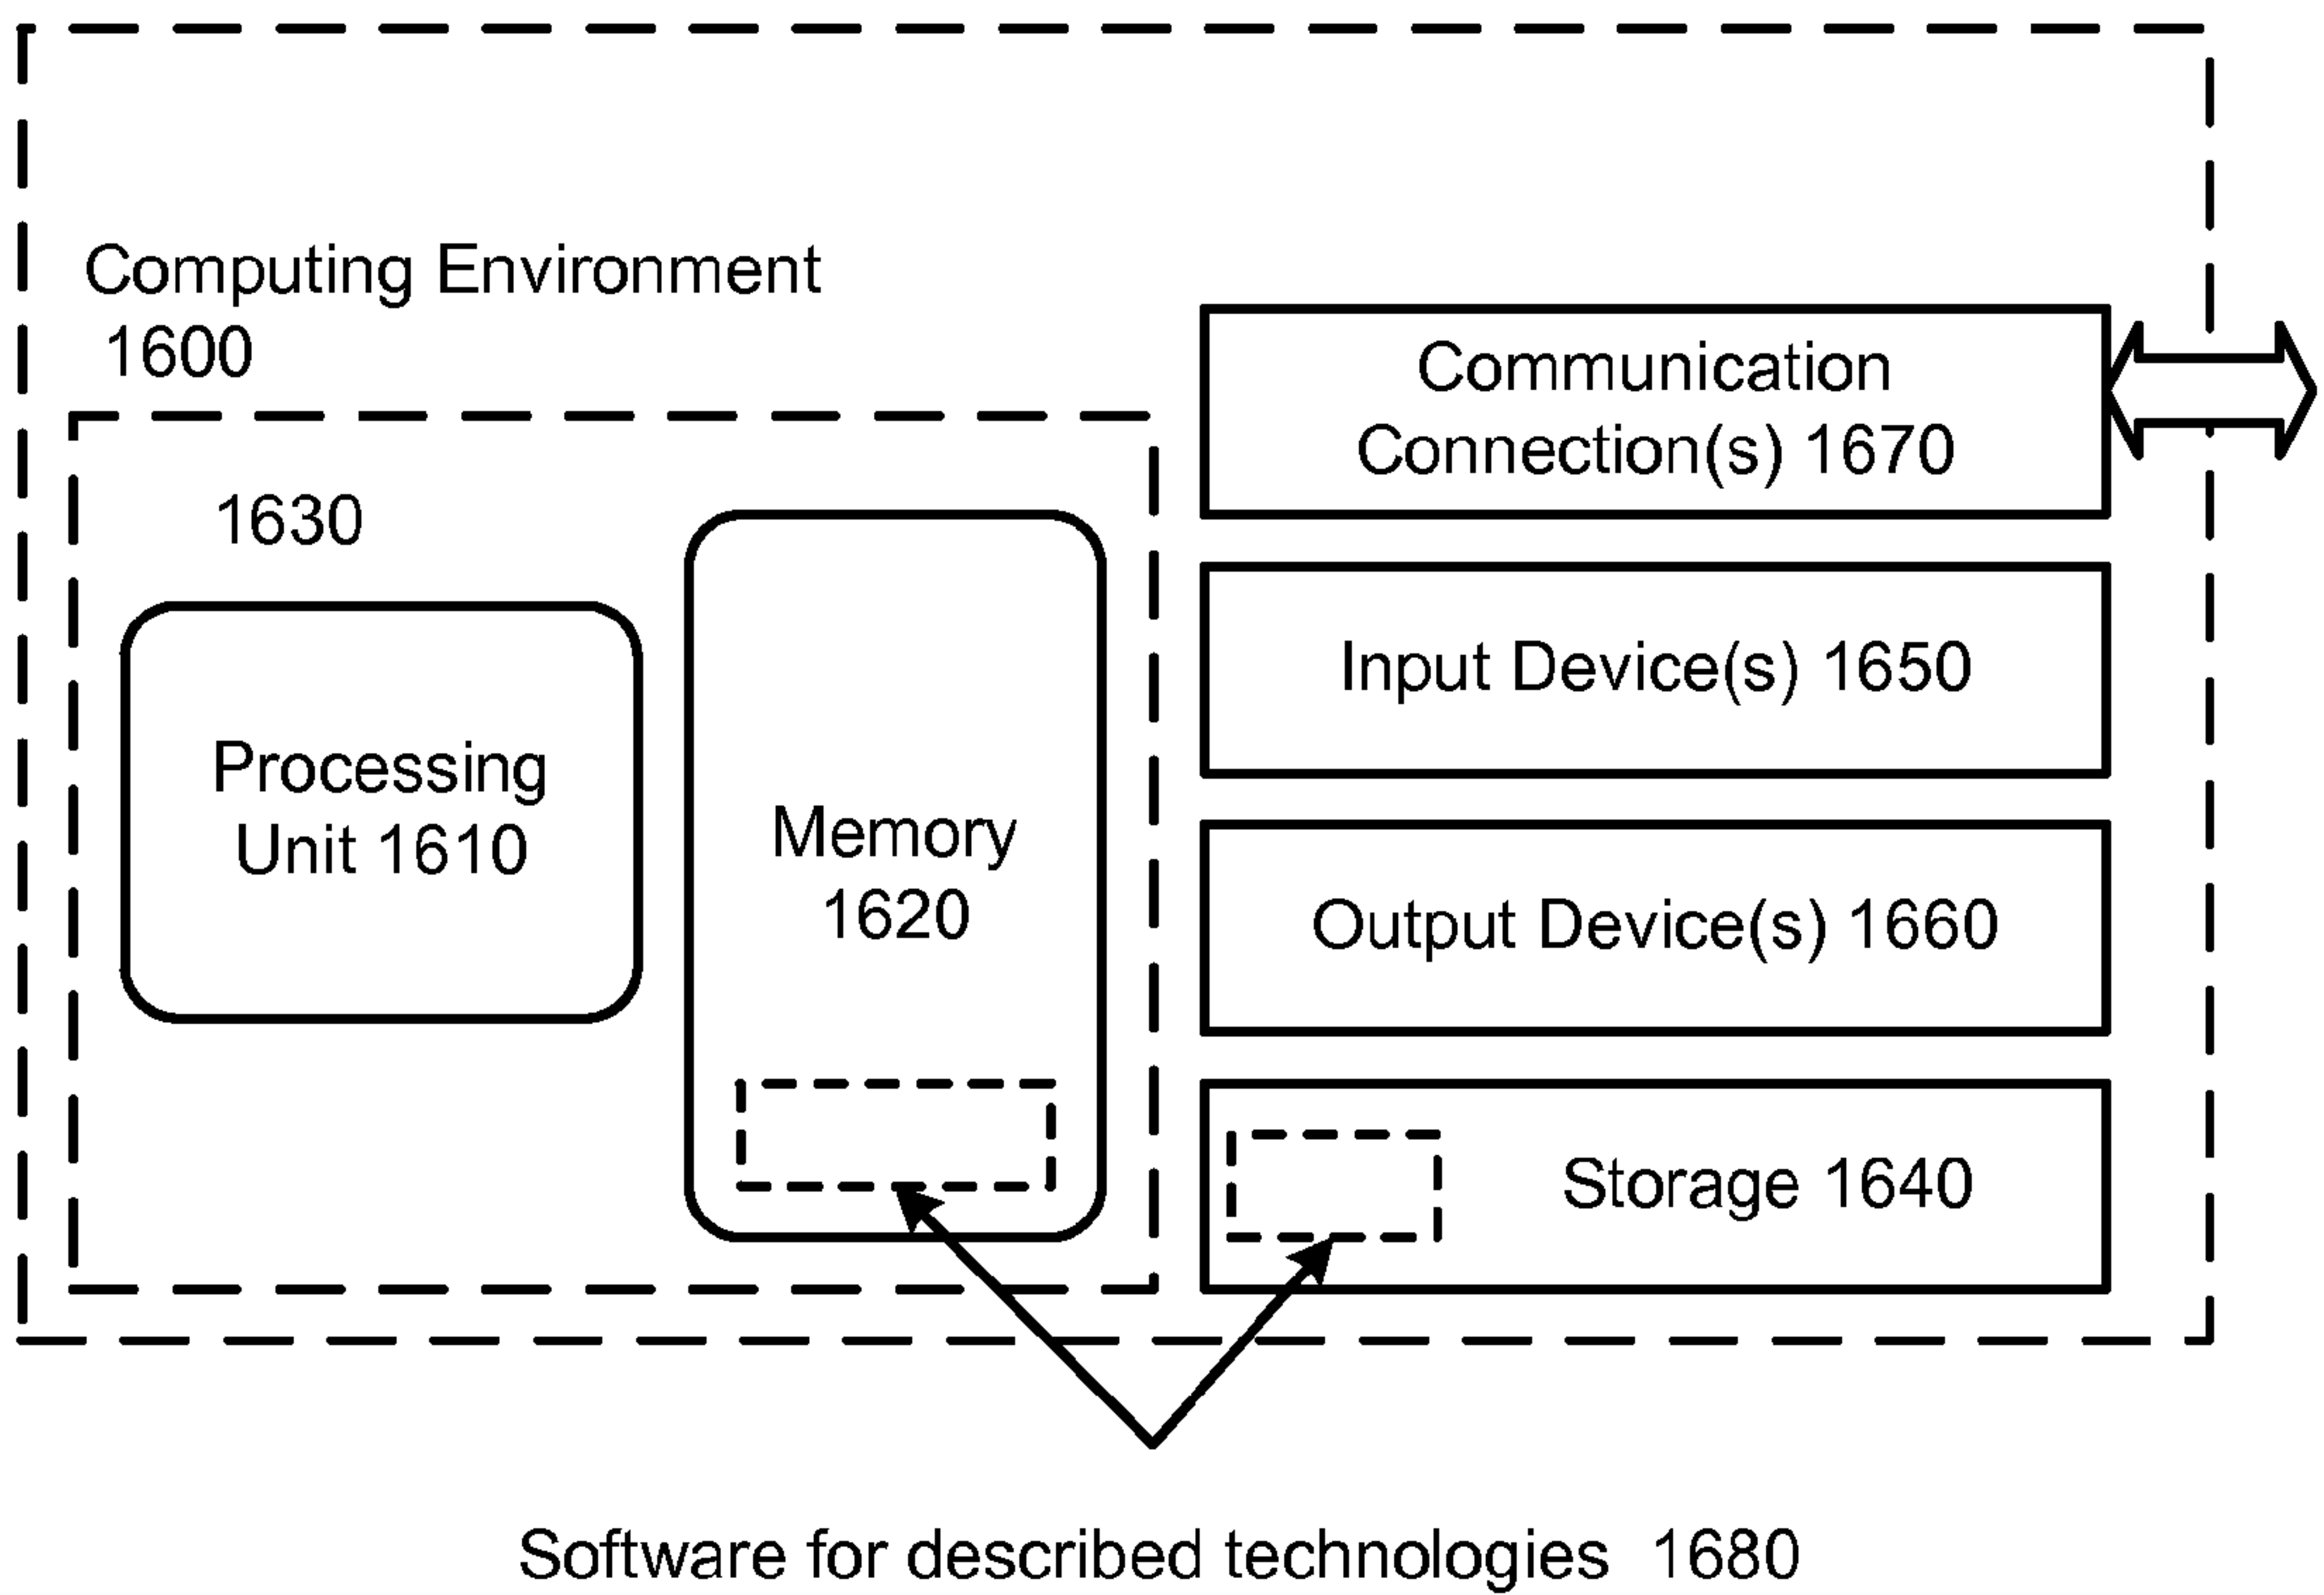 Computing Environment
1600
1630
Processing
Unit 1610
Memory
1620
Communication
Connection(s) 1670
Input Device(s) 1650
Output Device(s) 1660
Storage 1640
Software for described technologies 1680